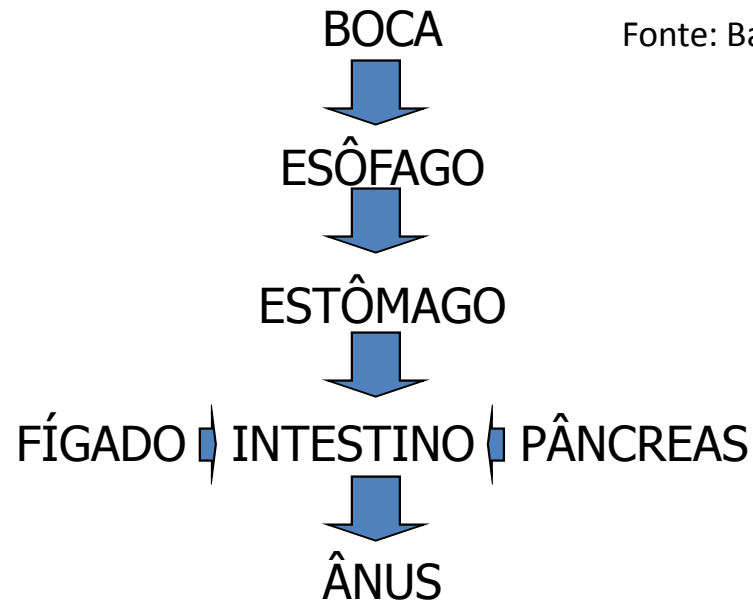 BOCA
Fonte:
ESÔFAGO
ESTÔMAGO
FÍGADO INTESTINO PÂNCREAS
ÂNUS